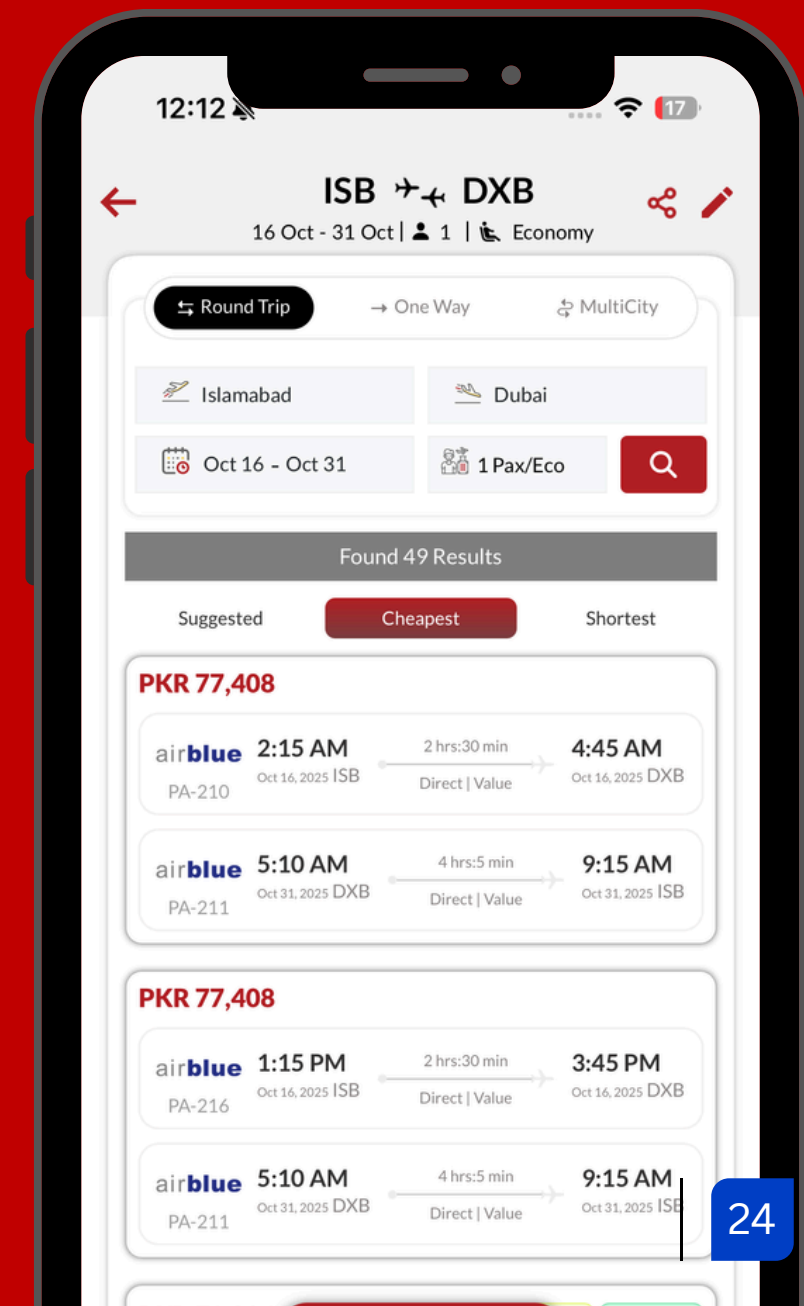 12:12
17
ISB DXB
16 Oct - 31 Oct | 1 | Economy
Round Trip
One Way
MultiCity
Islamabad
Dubai
Oct 16 – Oct 31
1 Pax/Eco
Found 49 Results
Suggested
Cheapest
Shortest
PKR 77,408
airblue
PA-210
2:15 AM
Oct 16, 2025 ISB
2 hrs:30 min
Direct | Value
4:45 AM
Oct 16, 2025 DXB
airblue
PA-211
5:10 AM
Oct 31, 2025 DXB
4 hrs:5 min
Direct | Value
9:15 AM
Oct 31, 2025 ISB
PKR 77,408
airblue
PA-216
1:15 PM
Oct 16, 2025 ISB
2 hrs:30 min
Direct | Value
3:45 PM
Oct 16, 2025 DXB
airblue
PA-211
5:10 AM
Oct 31, 2025 DXB
4 hrs:5 min
Direct | Value
9:15 AM
Oct 31, 2025 ISB
24